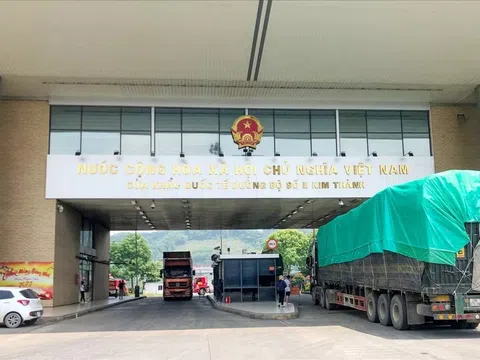 NƯỚC CỘNG HÒA XÃ HỘI CHỦ NGHĨA VIỆT NAM
CỬA KHẨU QUỐC TẾ ĐƯỜNG BỘ SỐ II KIM THÀNH